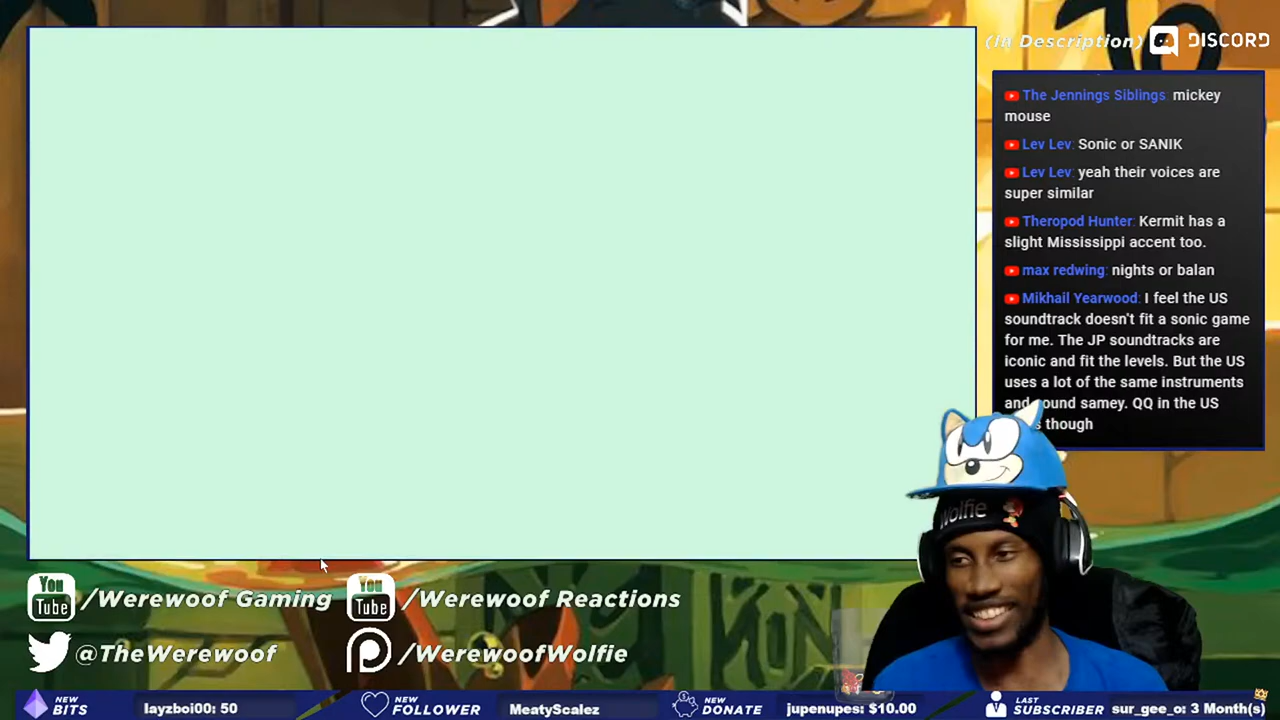 (In Description) DISCORD
The Jennings Siblings: mickey
mouse
Lev Lev: Sonic or SANIK
Lev Lev: yeah their voices are
super similar
Theropod Hunter: Kermit has a
slight Mississippi accent too.
max redwing: nights or balan
Mikhail Yearwood: I feel the US
soundtrack doesn't fit a sonic game
for me. The JP soundtracks are
iconic and fit the levels. But the US
uses a lot of the same instruments
and sound samey. QQ in the US
though
Wolfie
You Tube /Werewoof Gaming You Tube /Werewoof Reactions
@TheWerewoof /WerewoofWolfie
NEW BITS layzboi00: 50 NEW FOLLOWER MeatyScalez NEW DONATE jupenupes: $10.00 LAST SUBSCRIBER sur_gee_o: 3 Month(s)